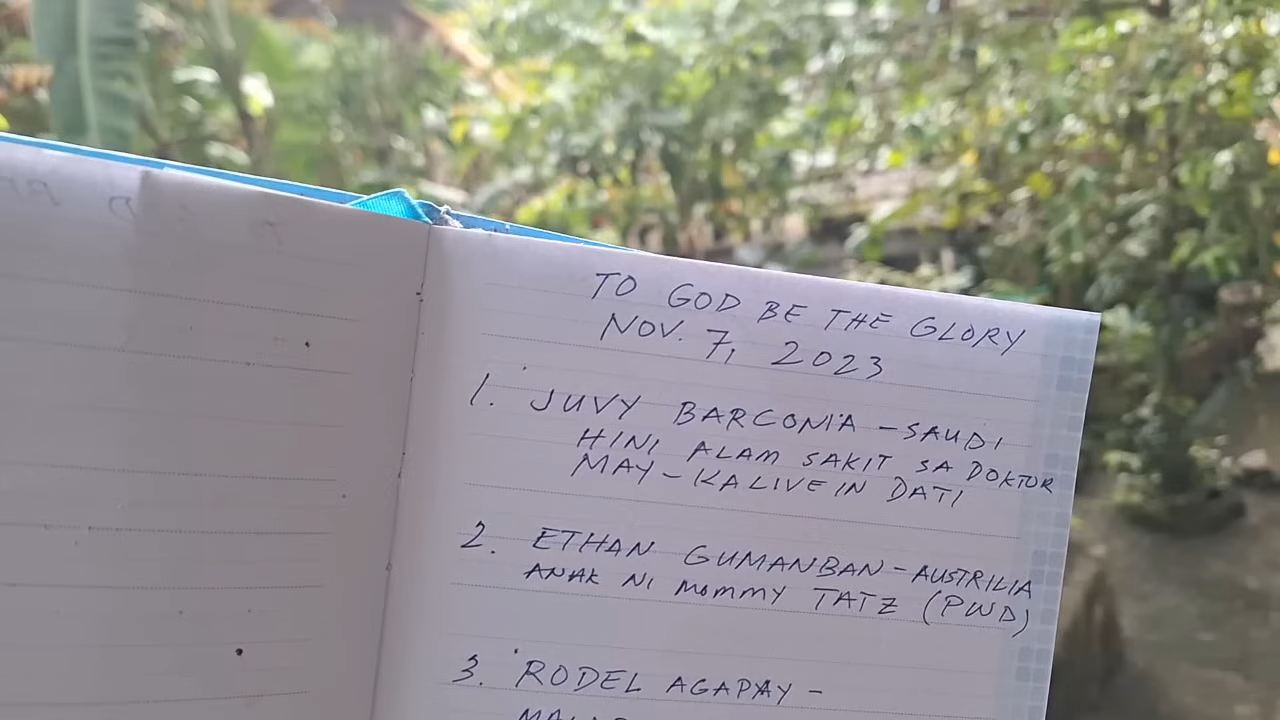 TO GOD BE THE GLORY
NOV. 7, 2023
1. JUVY BARCONIA - SAUDI
HINI ALAM SAKIT SA DOKTOR
MAY - KALIVE IN DATI
2. ETHAN GUMANBAN - AUSTRILIA
ANAK NI MOMMY TATZ (PWD)
3. RODEL AGAPAY -